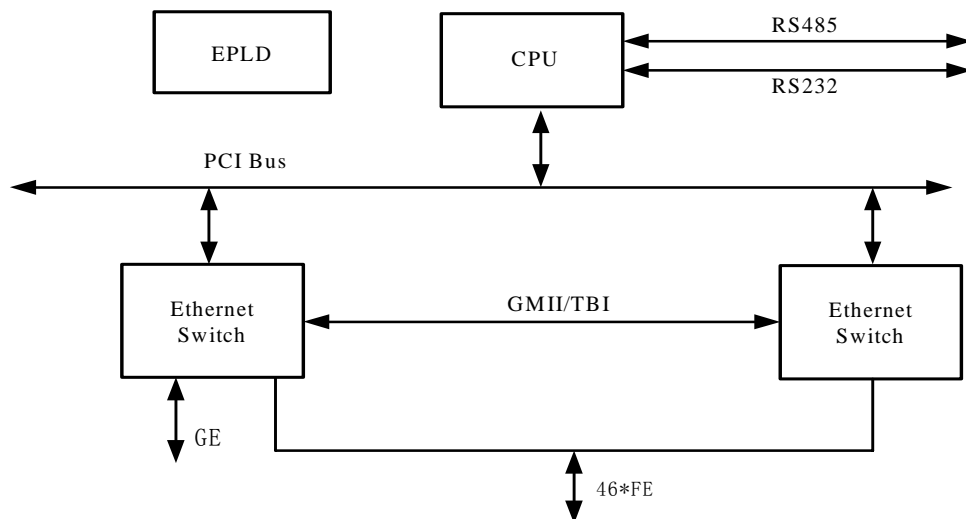 EPLD
CPU
RS485
RS232
PCI Bus
Ethernet
Switch
GMII/TBI
Ethernet
Switch
GE
46*FE